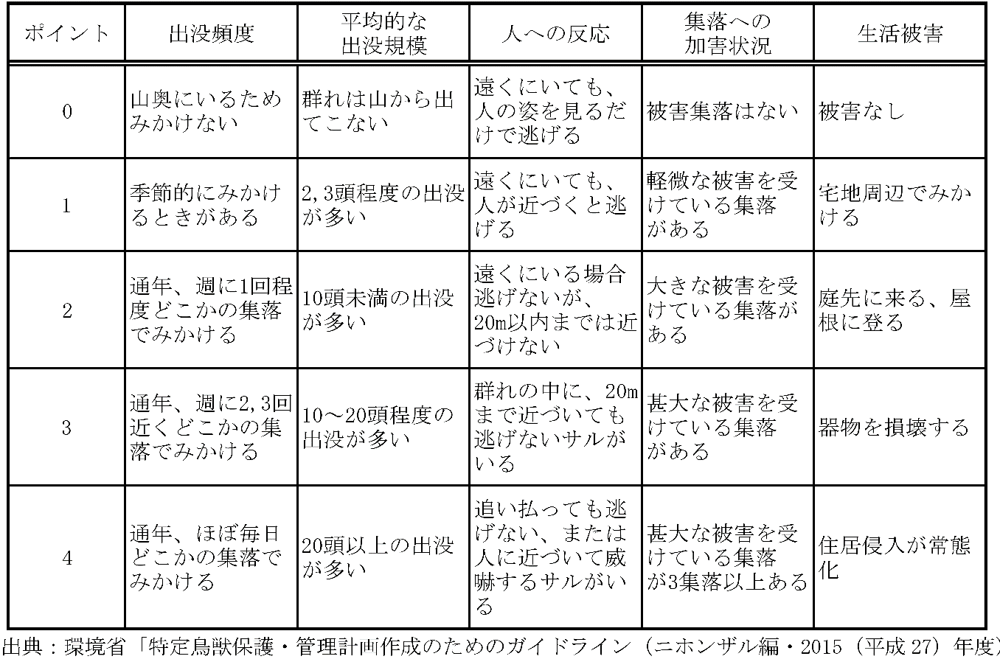 ポイント
出没頻度
平均的な
出没規模
人への反応
集落への
加害状況
生活被害
0
山奥にいるため
みかけない
群れは山から出
てこない
遠くにいても、
人の姿を見るだ
けで逃げる
被害集落はない
被害なし
1
季節的にみかけ
るときがある
2,3頭程度の出没
が多い
遠くにいても、
人が近づくと逃
げる
軽微な被害を受
けている集落
がある
宅地周辺でみか
ける
2
通年、週に1回程
度どこかの集落
でみかける
10頭未満の出没
が多い
遠くにいる場合
逃げないが、
20m以内までは近
づけない
大きな被害を受
けている集落が
ある
庭先に来る、屋
根に登る
3
通年、週に2,3回
近くどこかの集
落でみかける
10～20頭程度の
出没が多い
群れの中に、20m
まで近づいても
逃げないサルが
いる
甚大な被害を受
けている集落
がある
器物を損壊する
4
通年、ほぼ毎日
どこかの集落で
みかける
20頭以上の出没
が多い
追い払っても逃
げない、または
人に近づいて威
嚇するサルがい
る
甚大な被害を受
けている集落
が3集落以上ある
住居侵入が常態
化
出典：環境省「特定鳥獣保護・管理計画作成のためのガイドライン（ニホンザル編・2015（平成27）年度）